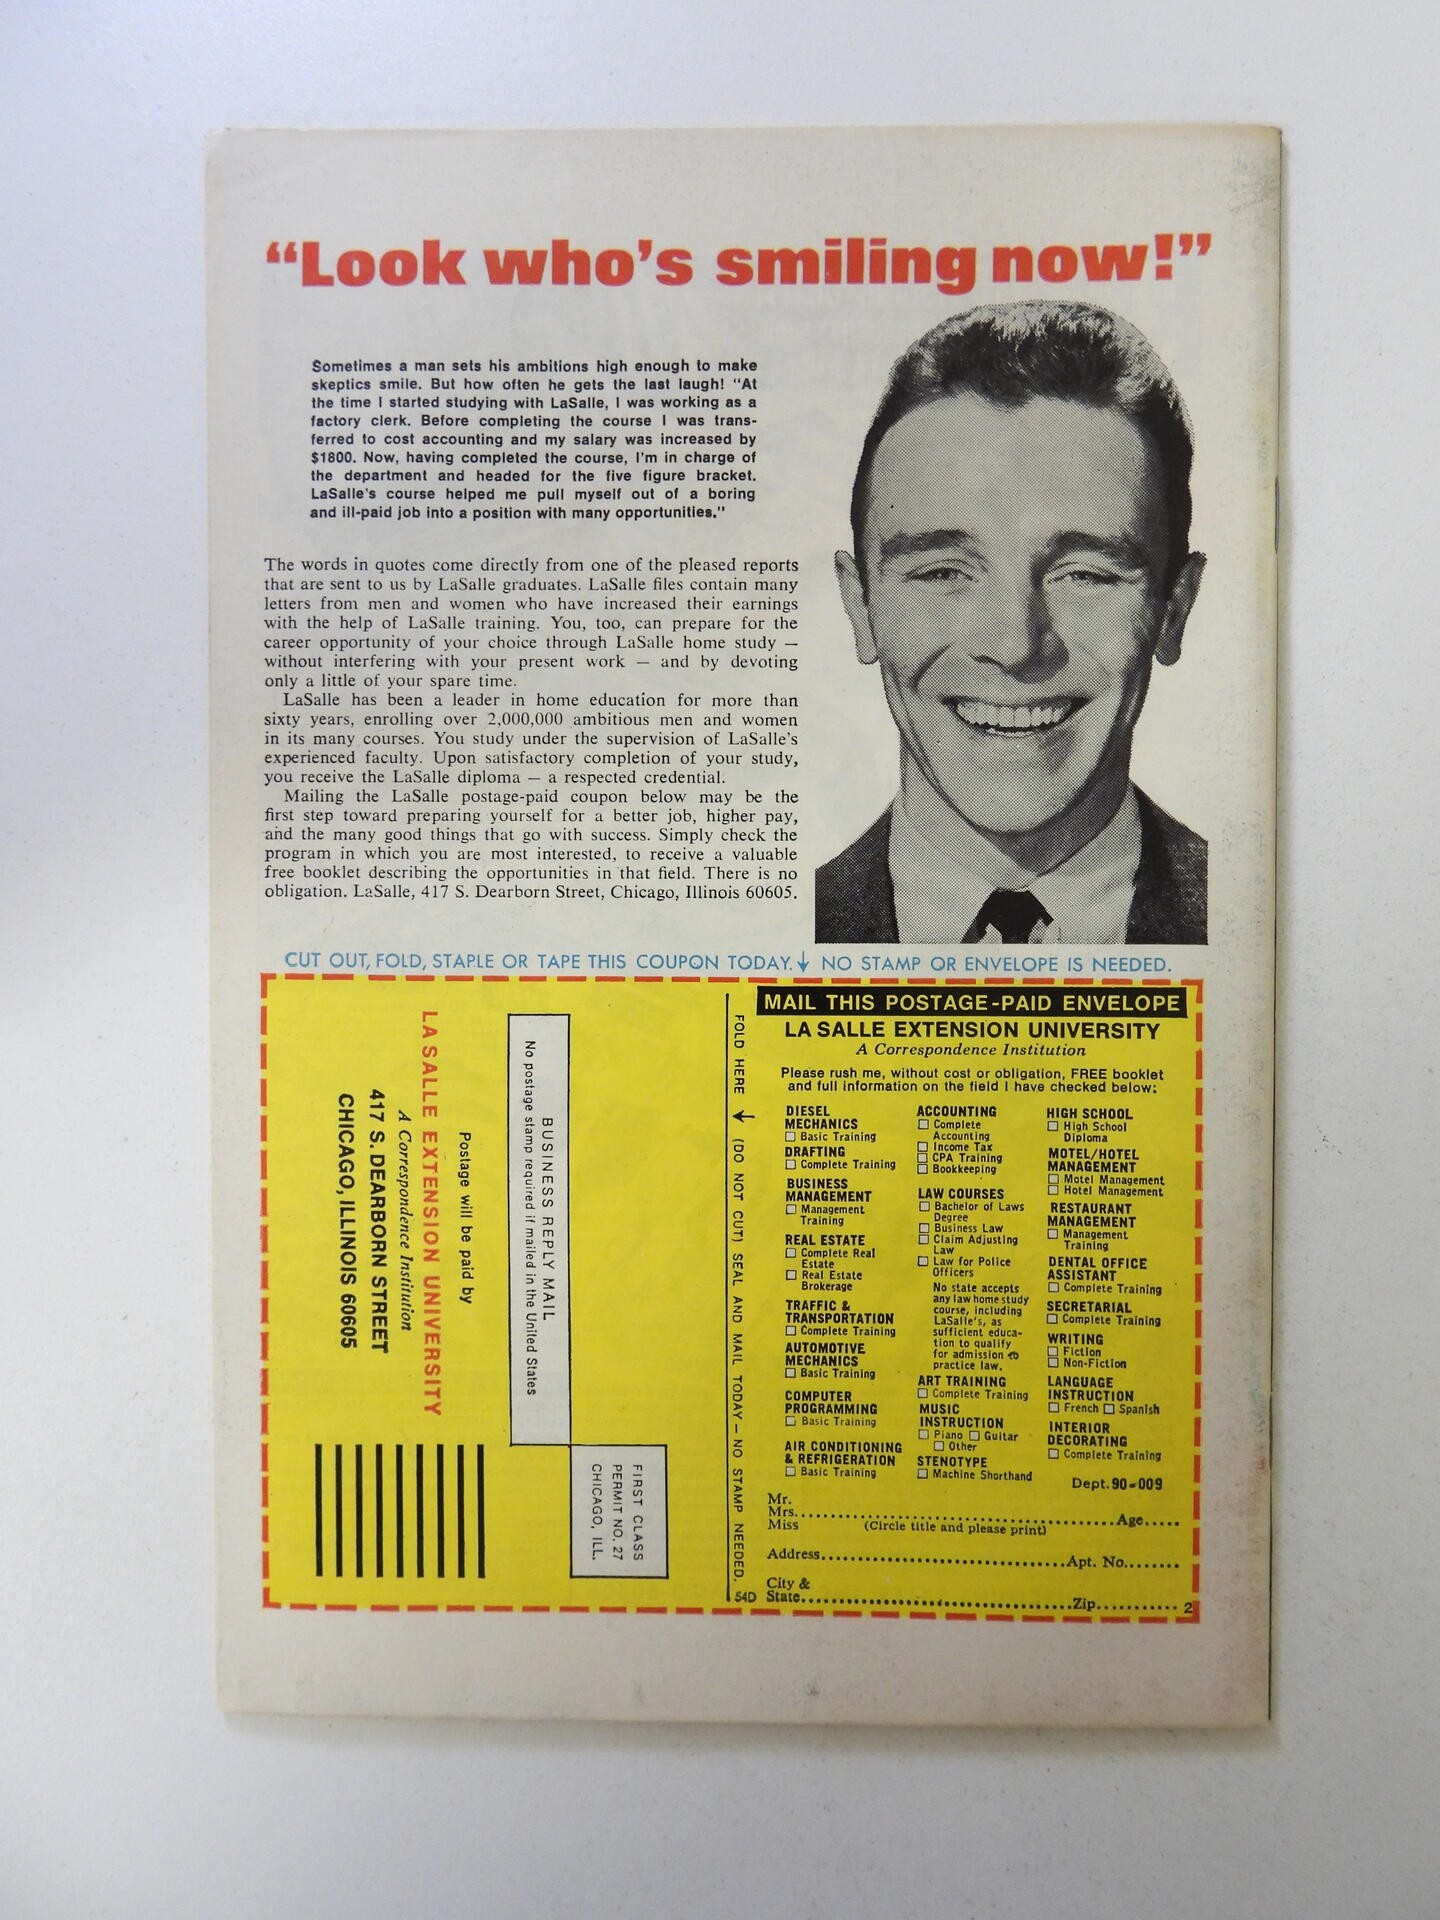 “Look who’s smiling now!”
Sometimes a man sets his ambitions high enough to make
skeptics smile. But how often he gets the last laugh! “At
the time I started studying with LaSalle, I was working as a
factory clerk. Before completing the course I was trans-
ferred to cost accounting and my salary was increased by
$1800. Now, having completed the course, I’m in charge of
the department and headed for the five figure bracket.
LaSalle’s course helped me pull myself out of a boring
and ill-paid job into a position with many opportunities.”
The words in quotes come directly from one of the pleased reports
that are sent to us by LaSalle graduates. LaSalle files contain many
letters from men and women who have increased their earnings
with the help of LaSalle training. You, too, can prepare for the
career opportunity of your choice through LaSalle home study —
without interfering with your present work — and by devoting
only a little of your spare time.
LaSalle has been a leader in home education for more than
sixty years, enrolling over 2,000,000 ambitious men and women
in its many courses. You study under the supervision of LaSalle’s
experienced faculty. Upon satisfactory completion of your study,
you receive the LaSalle diploma — a respected credential.
Mailing the LaSalle postage-paid coupon below may be the
first step toward preparing yourself for a better job, higher pay,
and the many good things that go with success. Simply check the
program in which you are most interested, to receive a valuable
free booklet describing the opportunities in that field. There is no
obligation. LaSalle, 417 S. Dearborn Street, Chicago, Illinois 60605.
CUT OUT, FOLD, STAPLE OR TAPE THIS COUPON TODAY. ↓ NO STAMP OR ENVELOPE IS NEEDED.
FIRST CLASS
PERMIT NO. 27
CHICAGO, ILL.
BUSINESS REPLY MAIL
No postage stamp required if mailed in the United States
Postage will be paid by
LA SALLE EXTENSION UNIVERSITY
A Correspondence Institution
417 S. DEARBORN STREET
CHICAGO, ILLINOIS 60605
FOLD HERE → (DO NOT CUT) SEAL AND MAIL TODAY — NO STAMP NEEDED.
54D
MAIL THIS POSTAGE-PAID ENVELOPE
LA SALLE EXTENSION UNIVERSITY
A Correspondence Institution
Please rush me, without cost or obligation, FREE booklet
and full information on the field I have checked below:
DIESEL
MECHANICS
☐ Basic Training
DRAFTING
☐ Complete Training
BUSINESS
MANAGEMENT
☐ Management
Training
REAL ESTATE
☐ Complete Real
Estate
☐ Real Estate
Brokerage
TRAFFIC &
TRANSPORTATION
☐ Complete Training
AUTOMOTIVE
MECHANICS
☐ Basic Training
COMPUTER
PROGRAMMING
☐ Basic Training
AIR CONDITIONING
& REFRIGERATION
☐ Basic Training
ACCOUNTING
☐ Complete
Accounting
☐ Income Tax
☐ CPA Training
☐ Bookkeeping
LAW COURSES
☐ Bachelor of Laws
Degree
☐ Business Law
☐ Claim Adjusting
Law
☐ Law for Police
Officers
No state accepts
any law home study
course, including
LaSalle’s, as
sufficient educa-
tion to qualify
for admission to
practice law.
ART TRAINING
☐ Complete Training
MUSIC
INSTRUCTION
☐ Piano ☐ Guitar
☐ Other
STENOTYPE
☐ Machine Shorthand
HIGH SCHOOL
☐ High School
Diploma
MOTEL/HOTEL
MANAGEMENT
☐ Motel Management
☐ Hotel Management
RESTAURANT
MANAGEMENT
☐ Management
Training
DENTAL OFFICE
ASSISTANT
☐ Complete Training
SECRETARIAL
☐ Complete Training
WRITING
☐ Fiction
☐ Non-Fiction
LANGUAGE
INSTRUCTION
☐ French ☐ Spanish
INTERIOR
DECORATING
☐ Complete Training
Dept. 90-009
Mr.
Mrs. Age
Miss (Circle title and please print)
Address Apt. No.
City &
State Zip 2